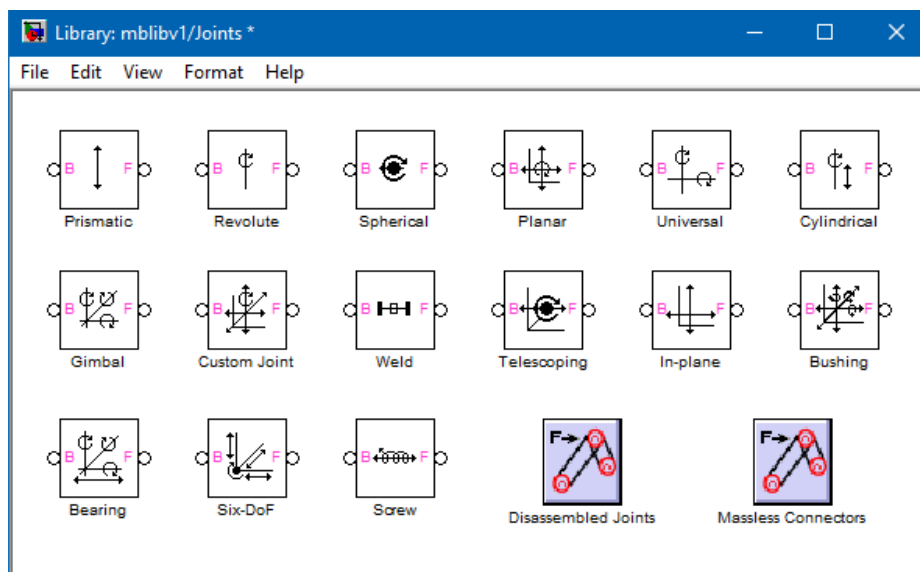 Library: mblibv1/Joints *
File Edit View Format Help
B F B F B F B F B F B F
Prismatic Revolute Spherical Planar Universal Cylindrical
B F B F B F B F B F B F
Gimbal Custom Joint Weld Telescoping In-plane Bushing
B F B F B F F F
Bearing Six-DoF Screw Disassembled Joints Massless Connectors